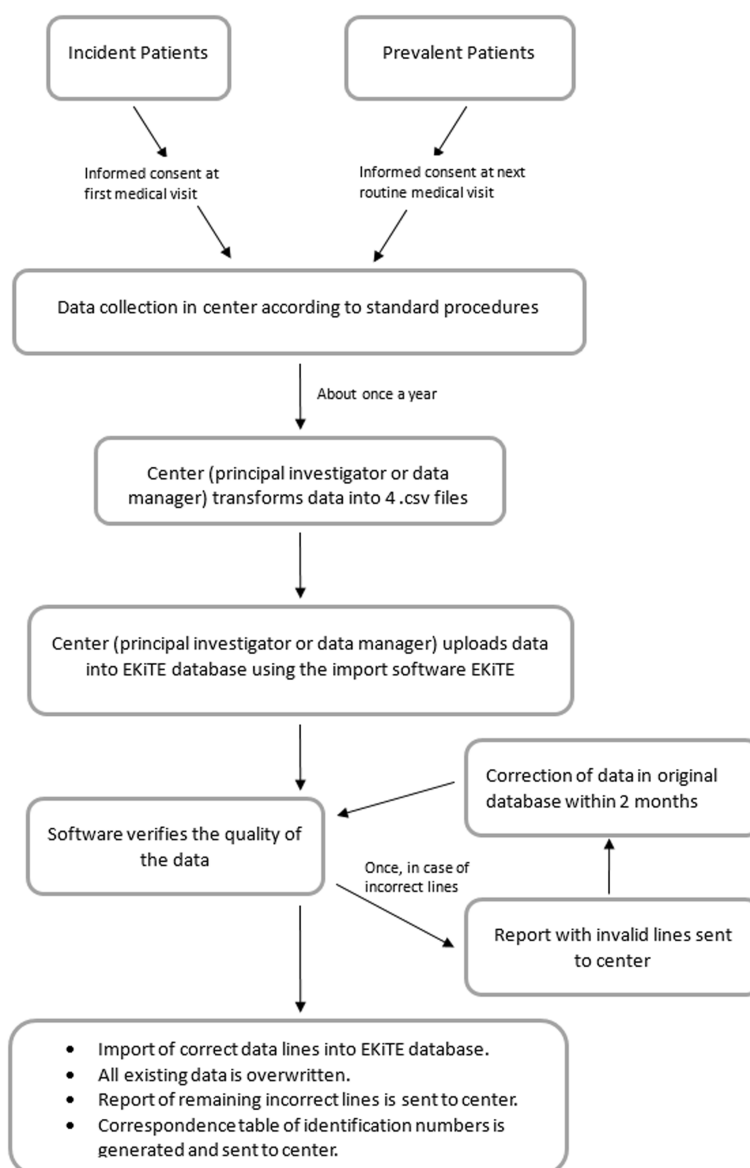 Incident Patients
Prevalent Patients
Informed consent at
first medical visit
Informed consent at next
routine medical visit
Data collection in center according to standard procedures
About once a year
Center (principal investigator or data
manager) transforms data into 4 .csv files
Center (principal investigator or data manager) uploads data
into EKiTE database using the import software EKiTE
Correction of data in original
database within 2 months
Software verifies the quality of
the data
Once, in case of
incorrect lines
Report with invalid lines sent
to center
• Import of correct data lines into EKiTE database.
• All existing data is overwritten.
• Report of remaining incorrect lines is sent to center.
• Correspondence table of identification numbers is
generated and sent to center.